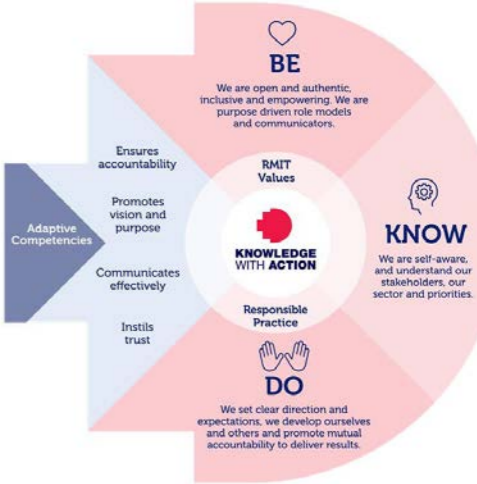 BE
We are open and authentic,
inclusive and empowering. We are
purpose driven role models
and communicators.
Ensures
accountability
Promotes
vision and
purpose
Communicates
effectively
Instils
trust
Adaptive
Competencies
RMIT
Values
KNOWLEDGE
WITH ACTION
Responsible
Practice
KNOW
We are self-aware,
and understand our
stakeholders, our
sector and priorities.
DO
We set clear direction and
expectations, we develop ourselves
and others and promote mutual
accountability to deliver results.